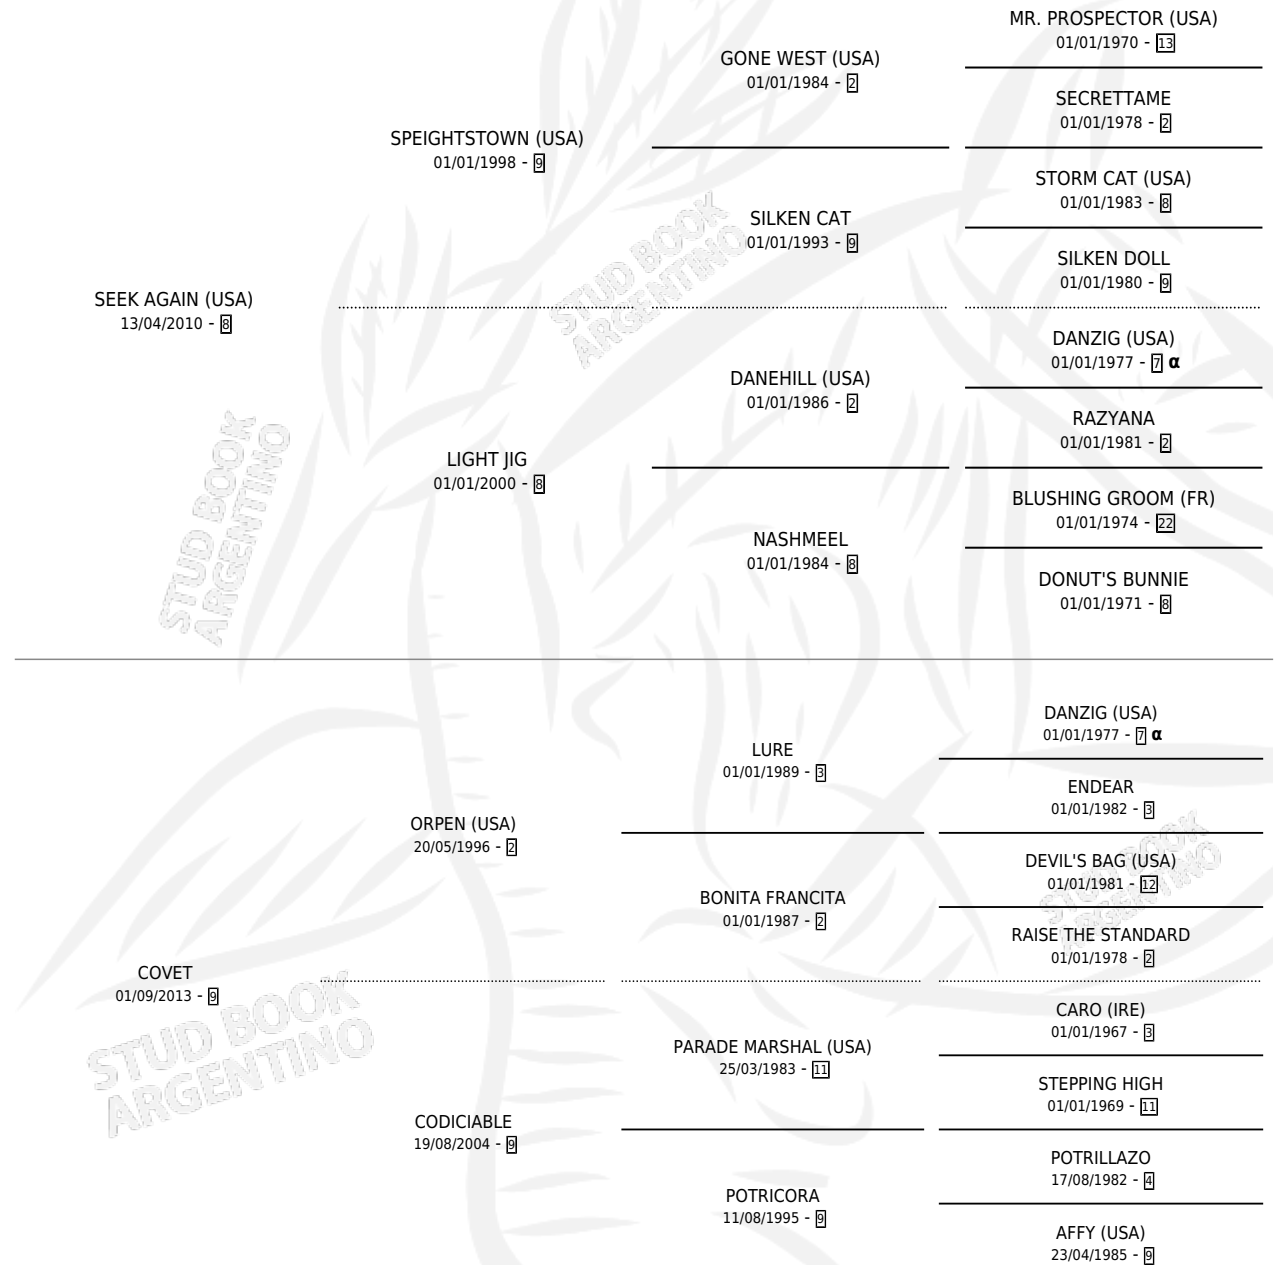 MR. PROSPECTOR (USA)
01/01/1970 - 13
GONE WEST (USA)
01/01/1984 - 2
SECRETTAME
01/01/1978 - 2
SPEIGHTSTOWN (USA)
01/01/1998 - 9
STORM CAT (USA)
01/01/1983 - 8
SILKEN CAT
01/01/1993 - 9
SILKEN DOLL
01/01/1980 - 9
SEEK AGAIN (USA)
13/04/2010 - 8
DANZIG (USA)
01/01/1977 - 7 α
DANEHILL (USA)
01/01/1986 - 2
RAZYANA
01/01/1981 - 2
LIGHT JIG
01/01/2000 - 8
BLUSHING GROOM (FR)
01/01/1974 - 22
NASHMEEL
01/01/1984 - 8
DONUT'S BUNNIE
01/01/1971 - 8
DANZIG (USA)
01/01/1977 - 7 α
LURE
01/01/1989 - 3
ENDEAR
01/01/1982 - 3
ORPEN (USA)
20/05/1996 - 2
DEVIL'S BAG (USA)
01/01/1981 - 12
BONITA FRANCITA
01/01/1987 - 2
RAISE THE STANDARD
01/01/1978 - 2
COVET
01/09/2013 - 9
CARO (IRE)
01/01/1967 - 3
PARADE MARSHAL (USA)
25/03/1983 - 11
STEPPING HIGH
01/01/1969 - 11
CODICIABLE
19/08/2004 - 9
POTRILLAZO
17/08/1982 - 4
POTRICORA
11/08/1995 - 9
AFFY (USA)
23/04/1985 - 9
STUD BOOK
ARGENTINO
STUD BOOK
ARGENTINO
STUD BOOK
ARGENTINO
STUD BOOK
ARGENTINO